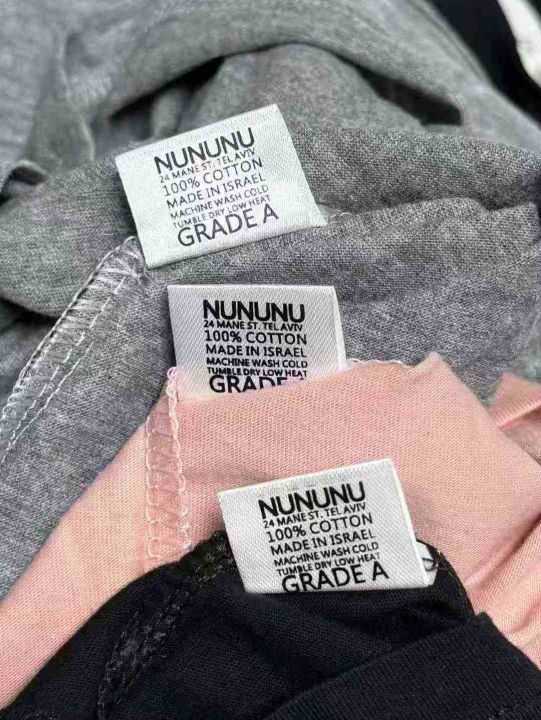 NUNUNU
24 MANE ST. TEL AVIV
100% COTTON
MADE IN ISRAEL
MACHINE WASH COLD
TUMBLE DRY LOW HEAT
GRADE A
NUNUNU
24 MANE ST. TEL AVIV
100% COTTON
MADE IN ISRAEL
MACHINE WASH COLD
TUMBLE DRY LOW HEAT
GRADE A
NUNUNU
24 MANE ST. TEL AVIV
100% COTTON
MADE IN ISRAEL
MACHINE WASH COLD
TUMBLE DRY LOW HEAT
GRADE A